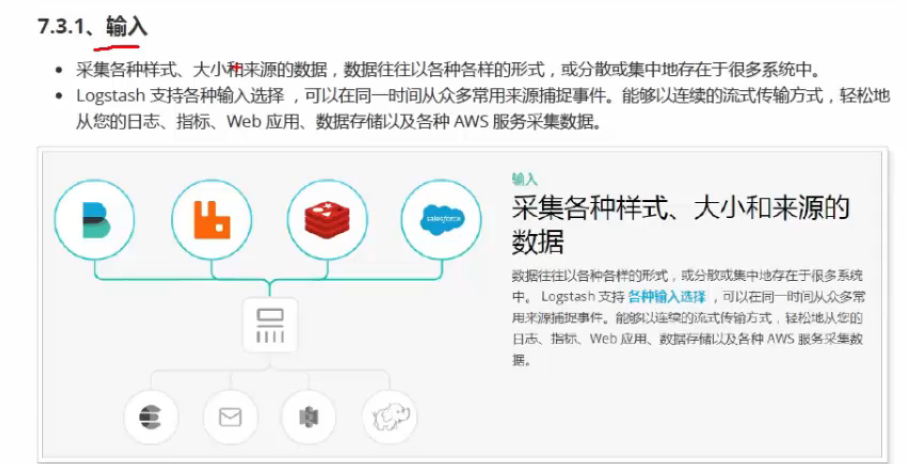 7.3.1、输入
采集各种样式、大小和来源的数据，数据往往以各种各样的形式，或分散或集中地存在于很多系统中。
Logstash 支持各种输入选择 ，可以在同一时间从众多常用来源捕捉事件。能够以连续的流式传输方式，轻松地
从您的日志、指标、Web 应用、数据存储以及各种 AWS 服务采集数据。
输入
采集各种样式、大小和来源的
数据
数据往往以各种各样的形式，或分散或集中地存在于很多系统
中。 Logstash 支持 各种输入选择 ，可以在同一时间从众多常
用来源捕捉事件。能够以连续的流式传输方式，轻松地从您的
日志、指标、Web 应用、数据存储以及各种 AWS 服务采集数
据。
salesforce